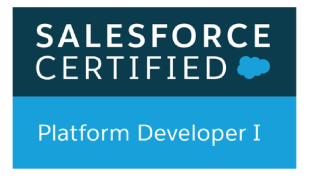 SALESFORCE
CERTIFIED
Platform Developer I